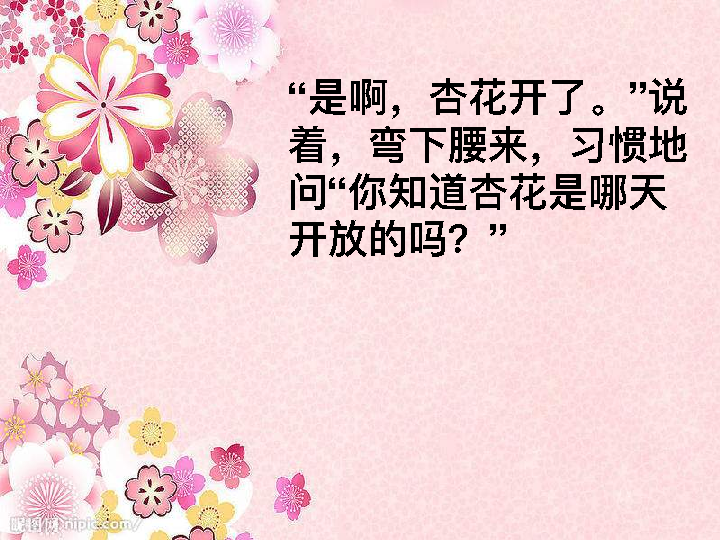 “是啊，杏花开了。”说
着，弯下腰来，习惯地
问“你知道杏花是哪天
开放的吗？”
昵图网.nipic.com/